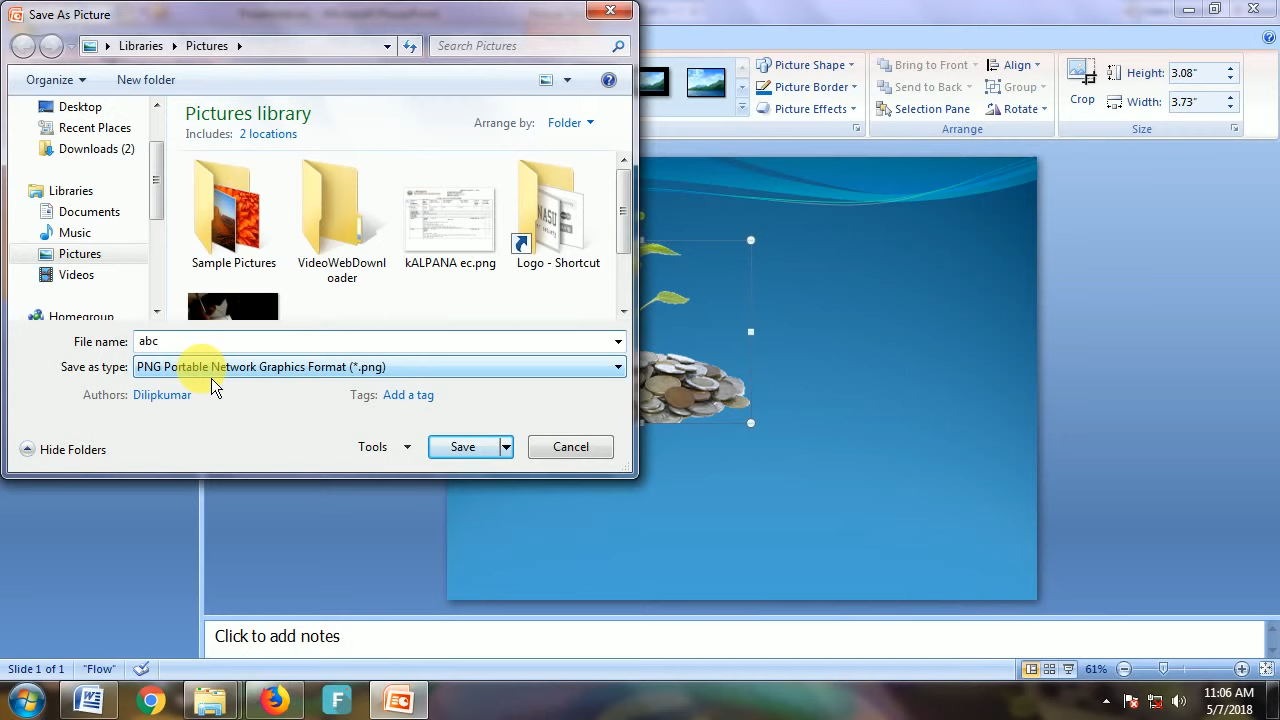 Save As Picture
Libraries
Pictures
Search Pictures
Organize
New folder
Desktop
Recent Places
Downloads (2)
Libraries
Documents
Music
Pictures
Videos
Homegroup
Pictures library
Includes: 2 locations
Arrange by: Folder
Sample Pictures
VideoWebDownloader
kALPANA ec.png
Logo - Shortcut
File name: abc
Save as type: PNG Portable Network Graphics Format (*.png)
Authors: Dilipkumar
Tags: Add a tag
Hide Folders
Tools
Save
Cancel
Picture Shape
Picture Border
Picture Effects
Bring to Front
Send to Back
Selection Pane
Align
Group
Rotate
Arrange
Crop
Height: 3.08"
Width: 3.73"
Size
Click to add notes
Slide 1 of 1
"Flow"
61%
11:06 AM
5/7/2018